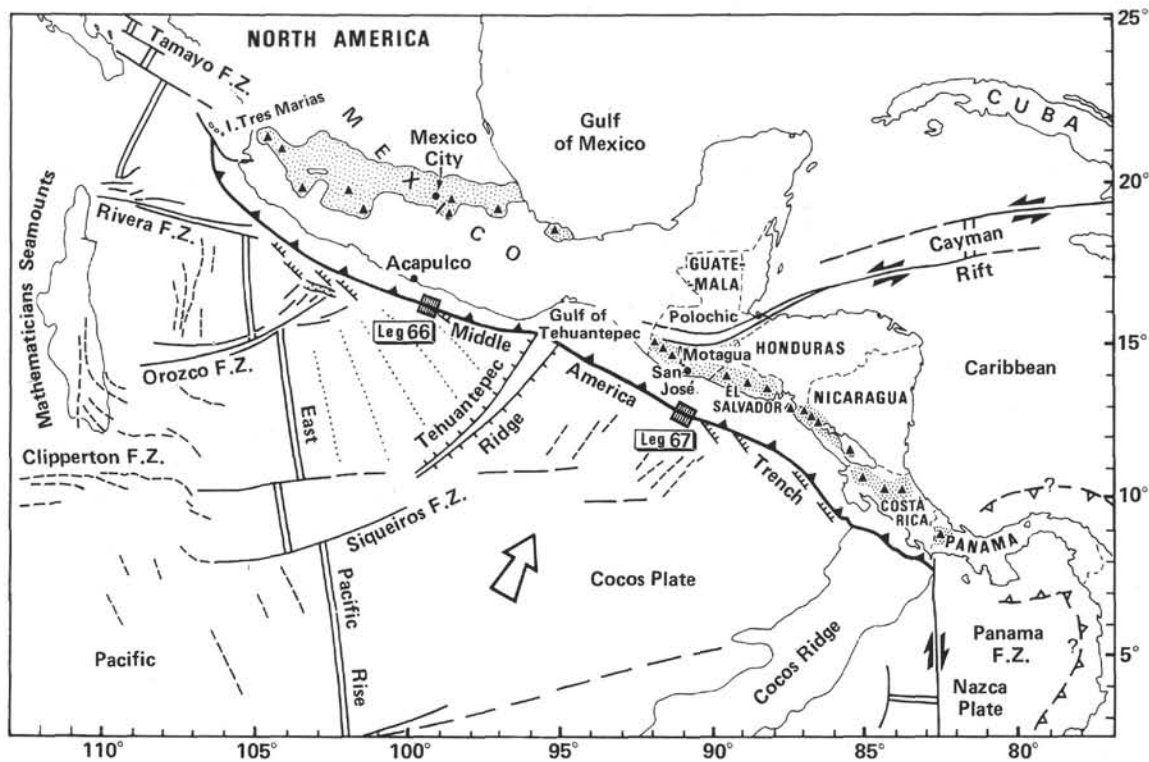 25°
NORTH AMERICA
Tamayo F.Z.
CUBA
I. Tres Marias
MEXICO
Mexico
City
Gulf
of Mexico
20°
Rivera F.Z.
Cayman
Rift
Mathematicians Seamounts
Acapulco
GUATE-
MALA
Polochic
Leg 66
Middle
America
Trench
Gulf of
Tehuantepec
15°
Motagua
HONDURAS
Orozco F.Z.
San
José
EL
SALVADOR
NICARAGUA
Caribbean
East
Pacific
Rise
Tehuantepec
Ridge
Leg 67
Clipperton F.Z.
?
10°
COSTA
RICA
Siqueiros F.Z.
PANAMA
Cocos Plate
Cocos Ridge
Panama
F.Z.
?
5°
Pacific
Nazca
Plate
110°
105°
100°
95°
90°
85°
80°